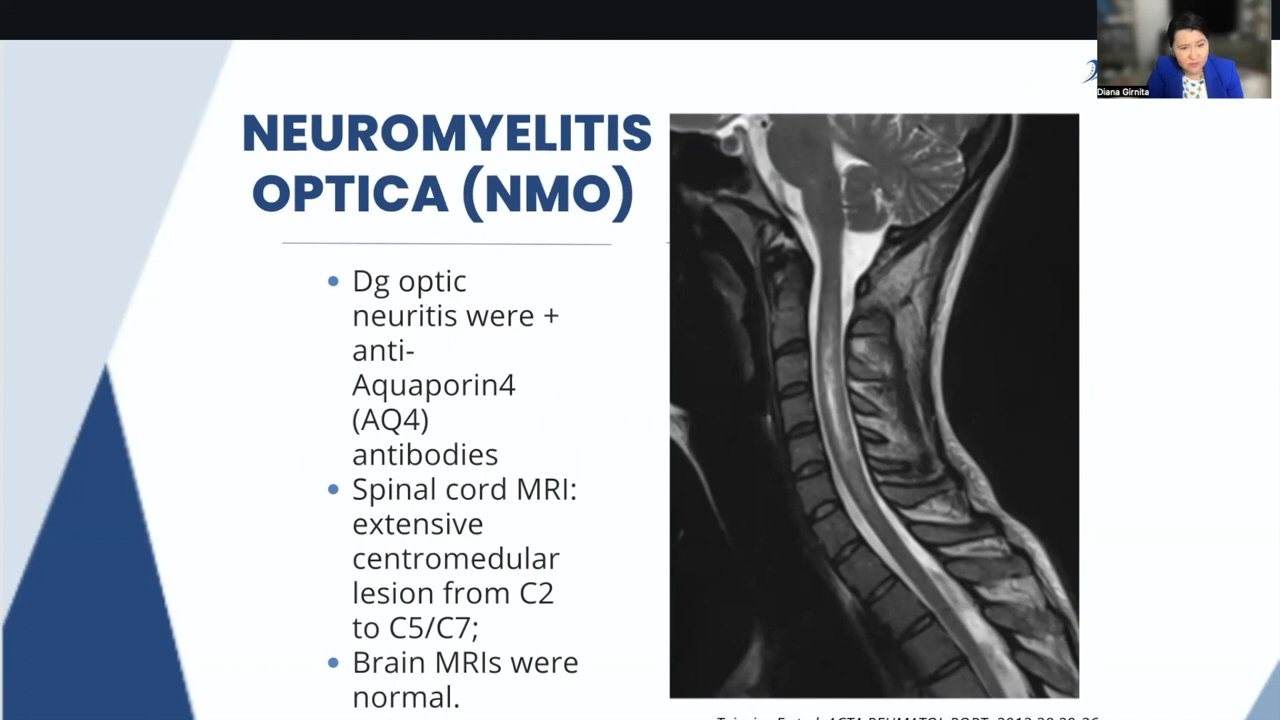 Diana Girnita
NEUROMYELITIS
OPTICA (NMO)
• Dg optic
neuritis were +
anti-
Aquaporin4
(AQ4)
antibodies
• Spinal cord MRI:
extensive
centromedular
lesion from C2
to C5/C7;
• Brain MRIs were
normal.